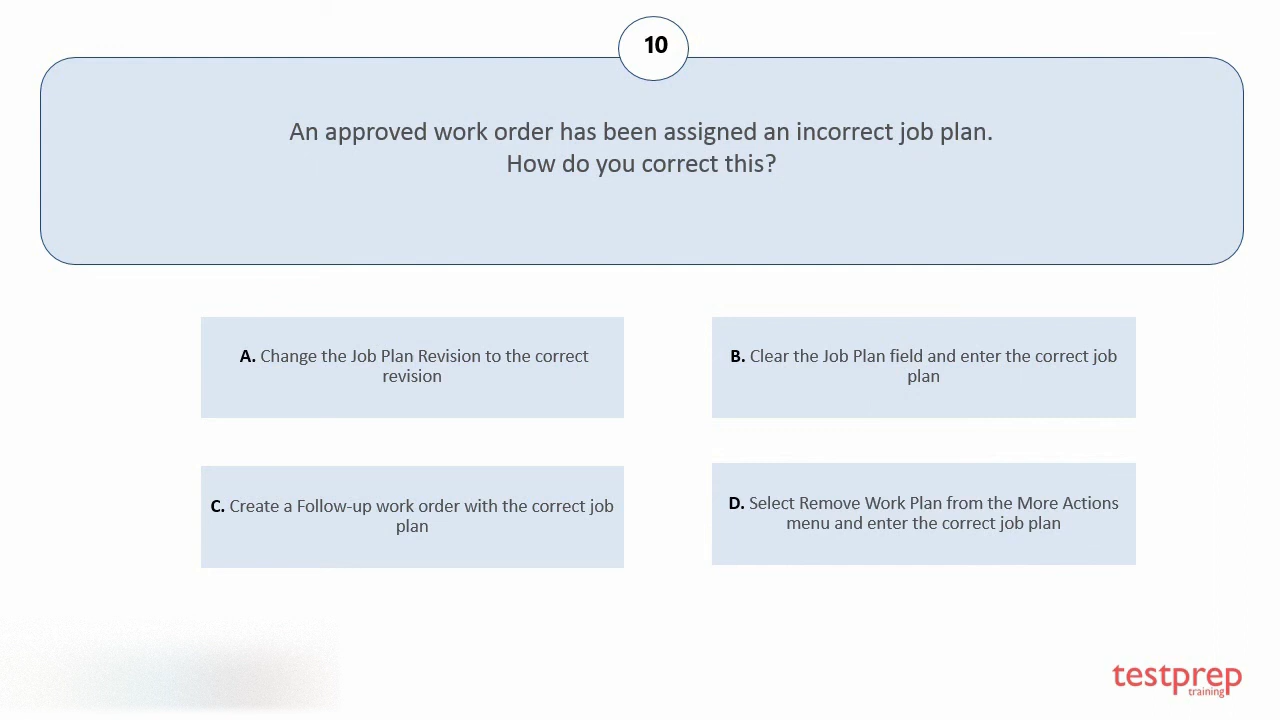 10
An approved work order has been assigned an incorrect job plan.
How do you correct this?
A. Change the Job Plan Revision to the correct
revision
B. Clear the Job Plan field and enter the correct job
plan
C. Create a Follow-up work order with the correct job
plan
D. Select Remove Work Plan from the More Actions
menu and enter the correct job plan
testprep
training